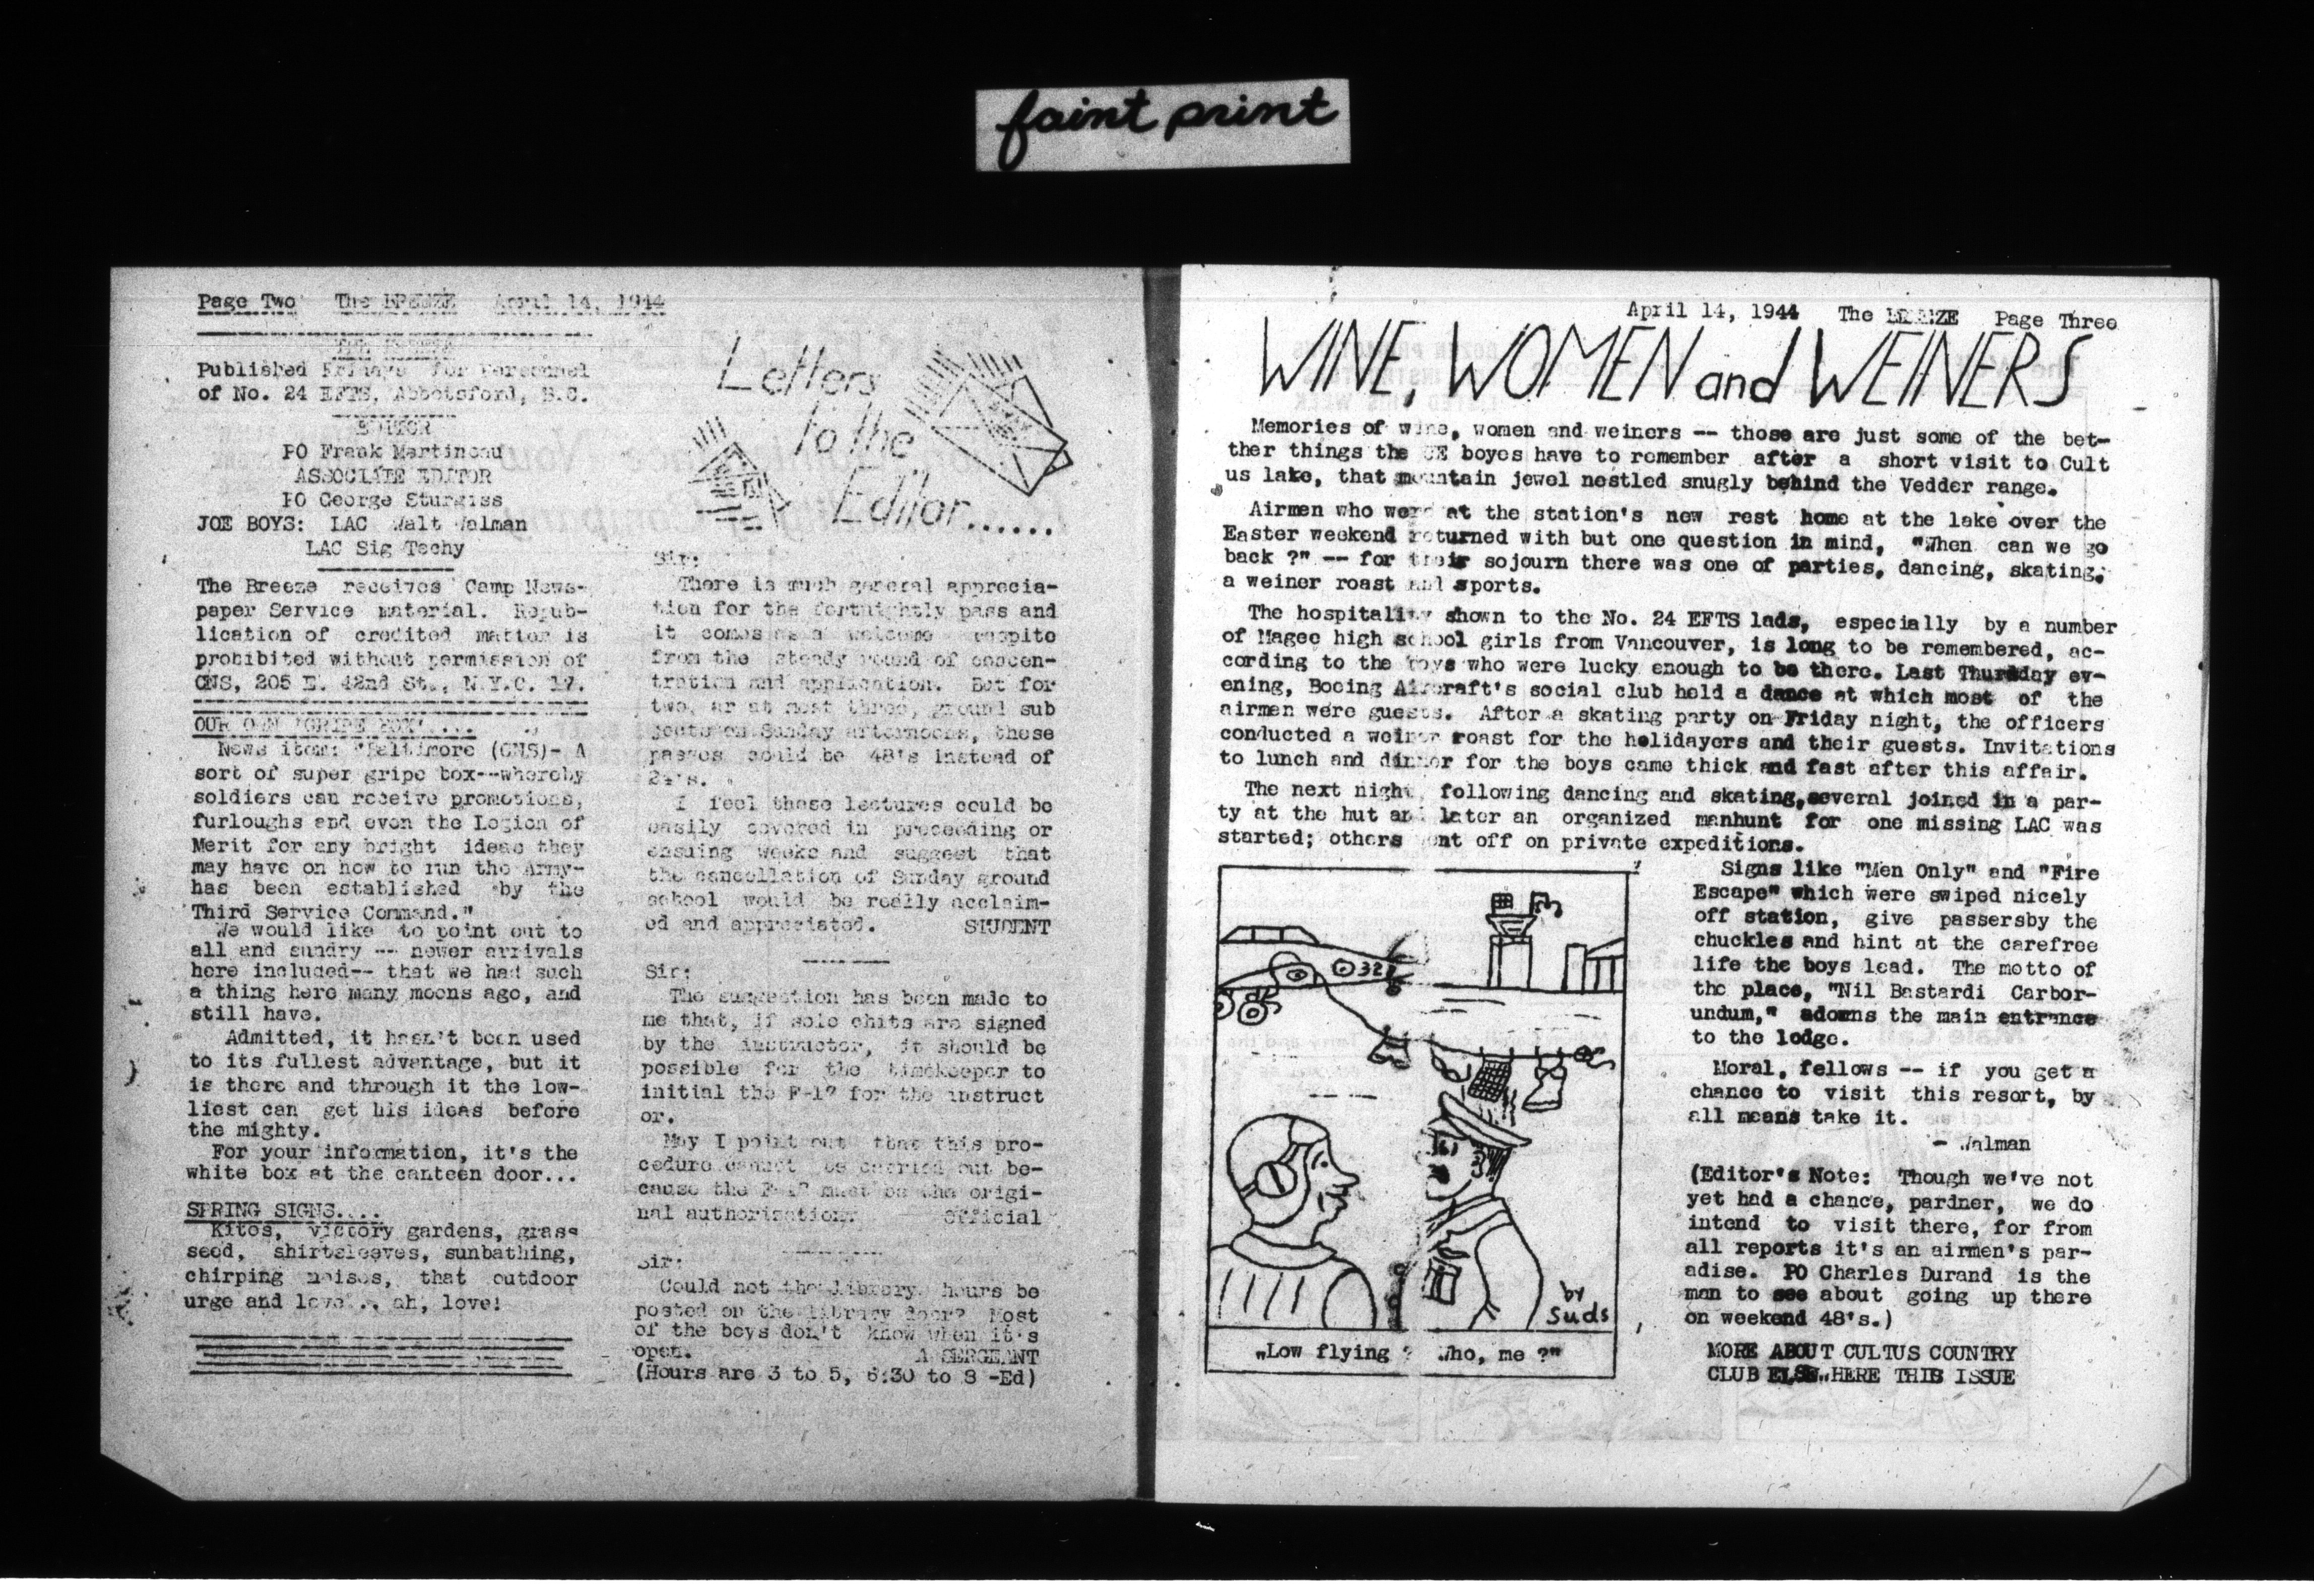 faint print
Page Two The BREEZE April 14, 1944
THE BREEZE
Published Fridays for Personnel
of No. 24 EFTS, Abbotsford, B.C.
EDITOR
PO Frank Martineau
ASSOCIATE EDITOR
PO George Sturgiss
JOE BOYS: LAC Walt Walman
LAC Sig Techy
The Breeze receives Camp News-
paper Service material. Repub-
lication of credited matter is
prohibited without permission of
CNS, 205 E. 42nd St., N.Y.C. 17.
OUR OWN 'GRIPE BOX'....
News item: "Baltimore (CNS)- A
sort of super gripe box--whereby
soldiers can receive promotions,
furloughs and even the Legion of
Merit for any bright ideas they
may have on how to run the Army-
has been established by the
Third Service Command."
We would like to point out to
all and sundry -- newer arrivals
here included-- that we had such
a thing here many moons ago, and
still have.
Admitted, it hasn't been used
to its fullest advantage, but it
is there and through it the low-
liest can get his ideas before
the mighty.
For your information, it's the
white box at the canteen door...
SPRING SIGNS....
Kites, victory gardens, grass
seed, shirtsleeves, sunbathing,
chirping noises, that outdoor
urge and love... ah, love!
Letters
to the
Editor......
Sir:
There is much general apprecia-
tion for the fortnightly pass and
it comes as a welcome respite
from the steady round of concen-
tration and application. But for
two, or at most three, ground sub
jects on Sunday afternoons, these
passes could be 48's instead of
24's.
I feel these lectures could be
easily covered in preceeding or
ensuing weeks and suggest that
the cancellation of Sunday ground
school would be really acclaim-
ed and appreciated. STUDENT
Sir:
The suggestion has been made to
me that, if solo chits are signed
by the instructor, it should be
possible for the timekeeper to
initial the F-17 for the instruct
or.
May I point out that this pro-
cedure cannot be carried out be-
cause the F-17 must be the origi-
nal authorisation. Official
Sir:
Could not the library hours be
posted on the library door? Most
of the boys don't know when it's
open. A SERGEANT
(Hours are 3 to 5, 6:30 to 8 -Ed)
April 14, 1944 The BREEZE Page Three
WINE, WOMEN and WEINERS
Memories of wine, women and weiners -- those are just some of the bet-
ther things the CE boyes have to remember after a short visit to Cult
us lake, that mountain jewel nestled snugly behind the Vedder range.
Airmen who were at the station's new rest home at the lake over the
Easter weekend returned with but one question in mind, "When can we go
back ?" -- for their sojourn there was one of parties, dancing, skating,
a weiner roast and sports.
The hospitality shown to the No. 24 EFTS lads, especially by a number
of Magee high school girls from Vancouver, is long to be remembered, ac-
cording to the boys who were lucky enough to be there. Last Thursday ev-
ening, Boeing Aircraft's social club held a dance at which most of the
airmen were guests. After a skating party on Friday night, the officers
conducted a weiner roast for the holidayers and their guests. Invitations
to lunch and dinner for the boys came thick and fast after this affair.
The next night, following dancing and skating,several joined in a par-
ty at the hut and later an organized manhunt for one missing LAC was
started; others went off on private expeditions.
Signs like "Men Only" and "Fire
Escape" which were swiped nicely
off station, give passersby the
chuckles and hint at the carefree
life the boys lead. The motto of
the place, "Nil Bastardi Carbor-
undum," adorns the main entrance
to the lodge.
Moral, fellows -- if you get a
chance to visit this resort, by
all means take it.
- Walman
(Editor's Note: Though we've not
yet had a chance, pardner, we do
intend to visit there, for from
all reports it's an airmen's par-
adise. PO Charles Durand is the
man to see about going up there
on weekend 48's.)
MORE ABOUT CULTUS COUNTRY
CLUB ELSEWHERE THIS ISSUE
32
by
Suds
"Low flying ? Who, me ?"